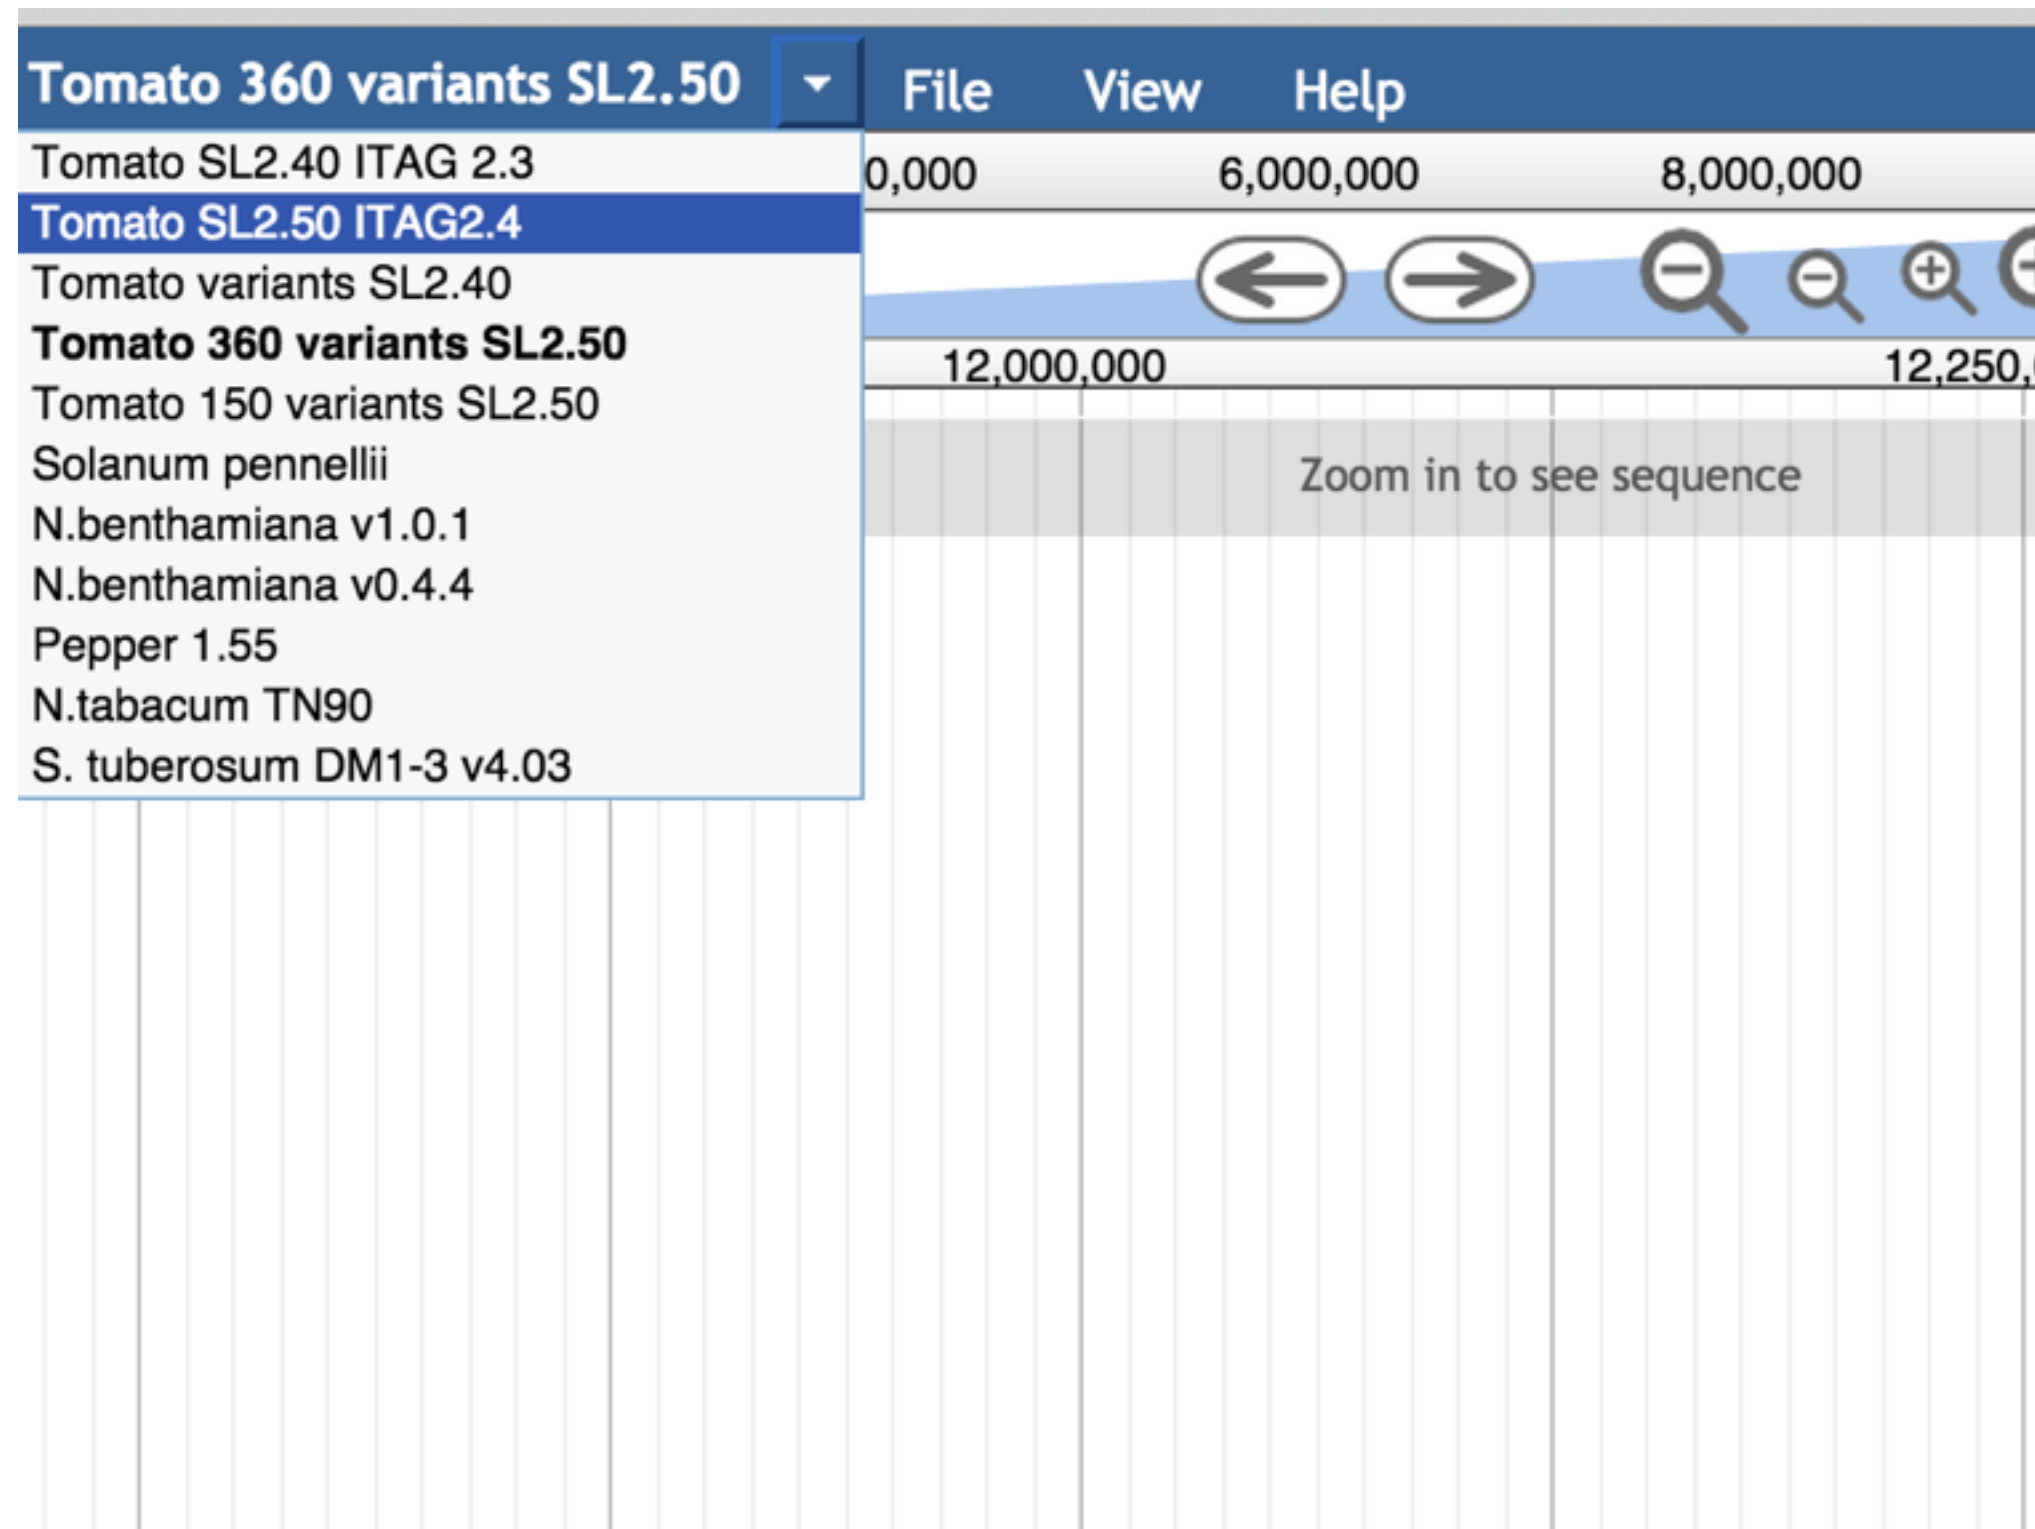 Tomato 360 variants SL2.50 File View Help
Tomato SL2.40 ITAG 2.3
Tomato SL2.50 ITAG2.4
Tomato variants SL2.40
Tomato 360 variants SL2.50
Tomato 150 variants SL2.50
Solanum pennellii
N.benthamiana v1.0.1
N.benthamiana v0.4.4
Pepper 1.55
N.tabacum TN90
S. tuberosum DM1-3 v4.03
0,000 6,000,000 8,000,000
12,000,000 12,250,
Zoom in to see sequence